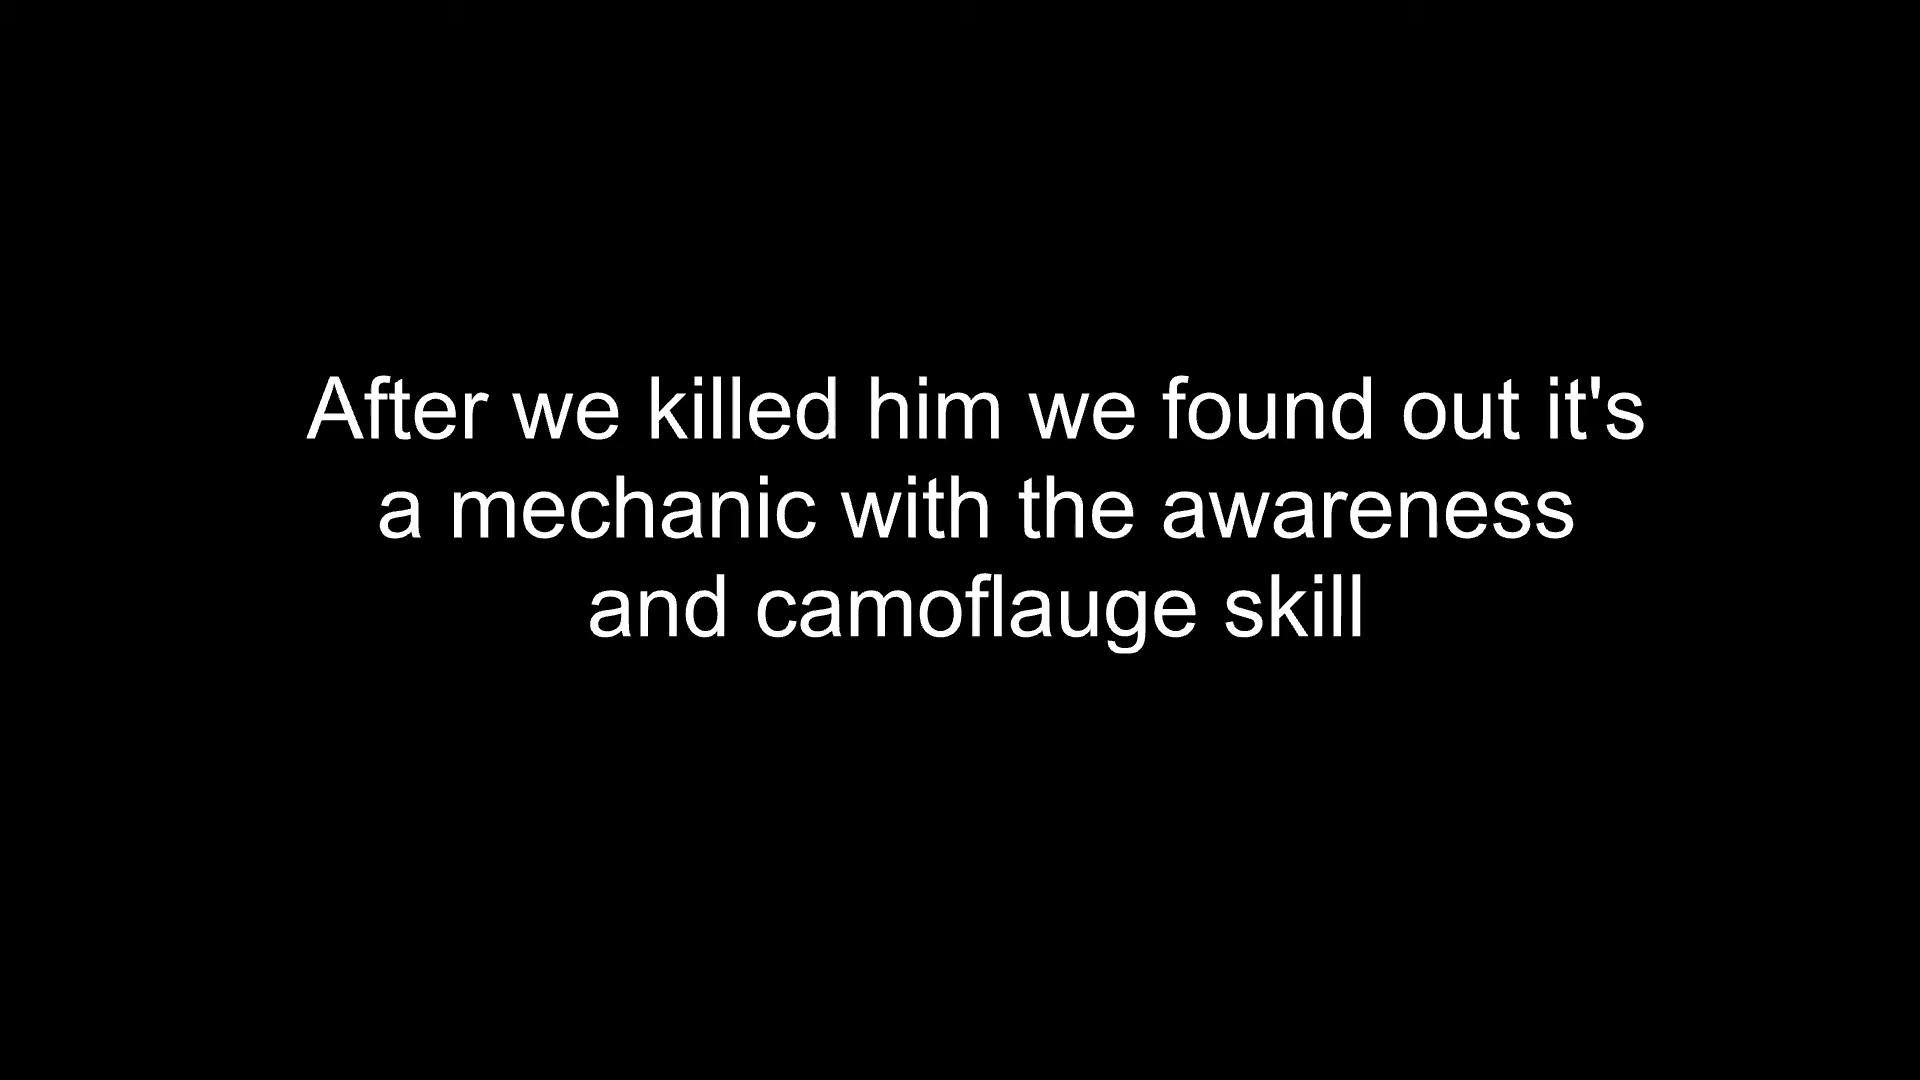 After we killed him we found out it's
a mechanic with the awareness
and camoflauge skill